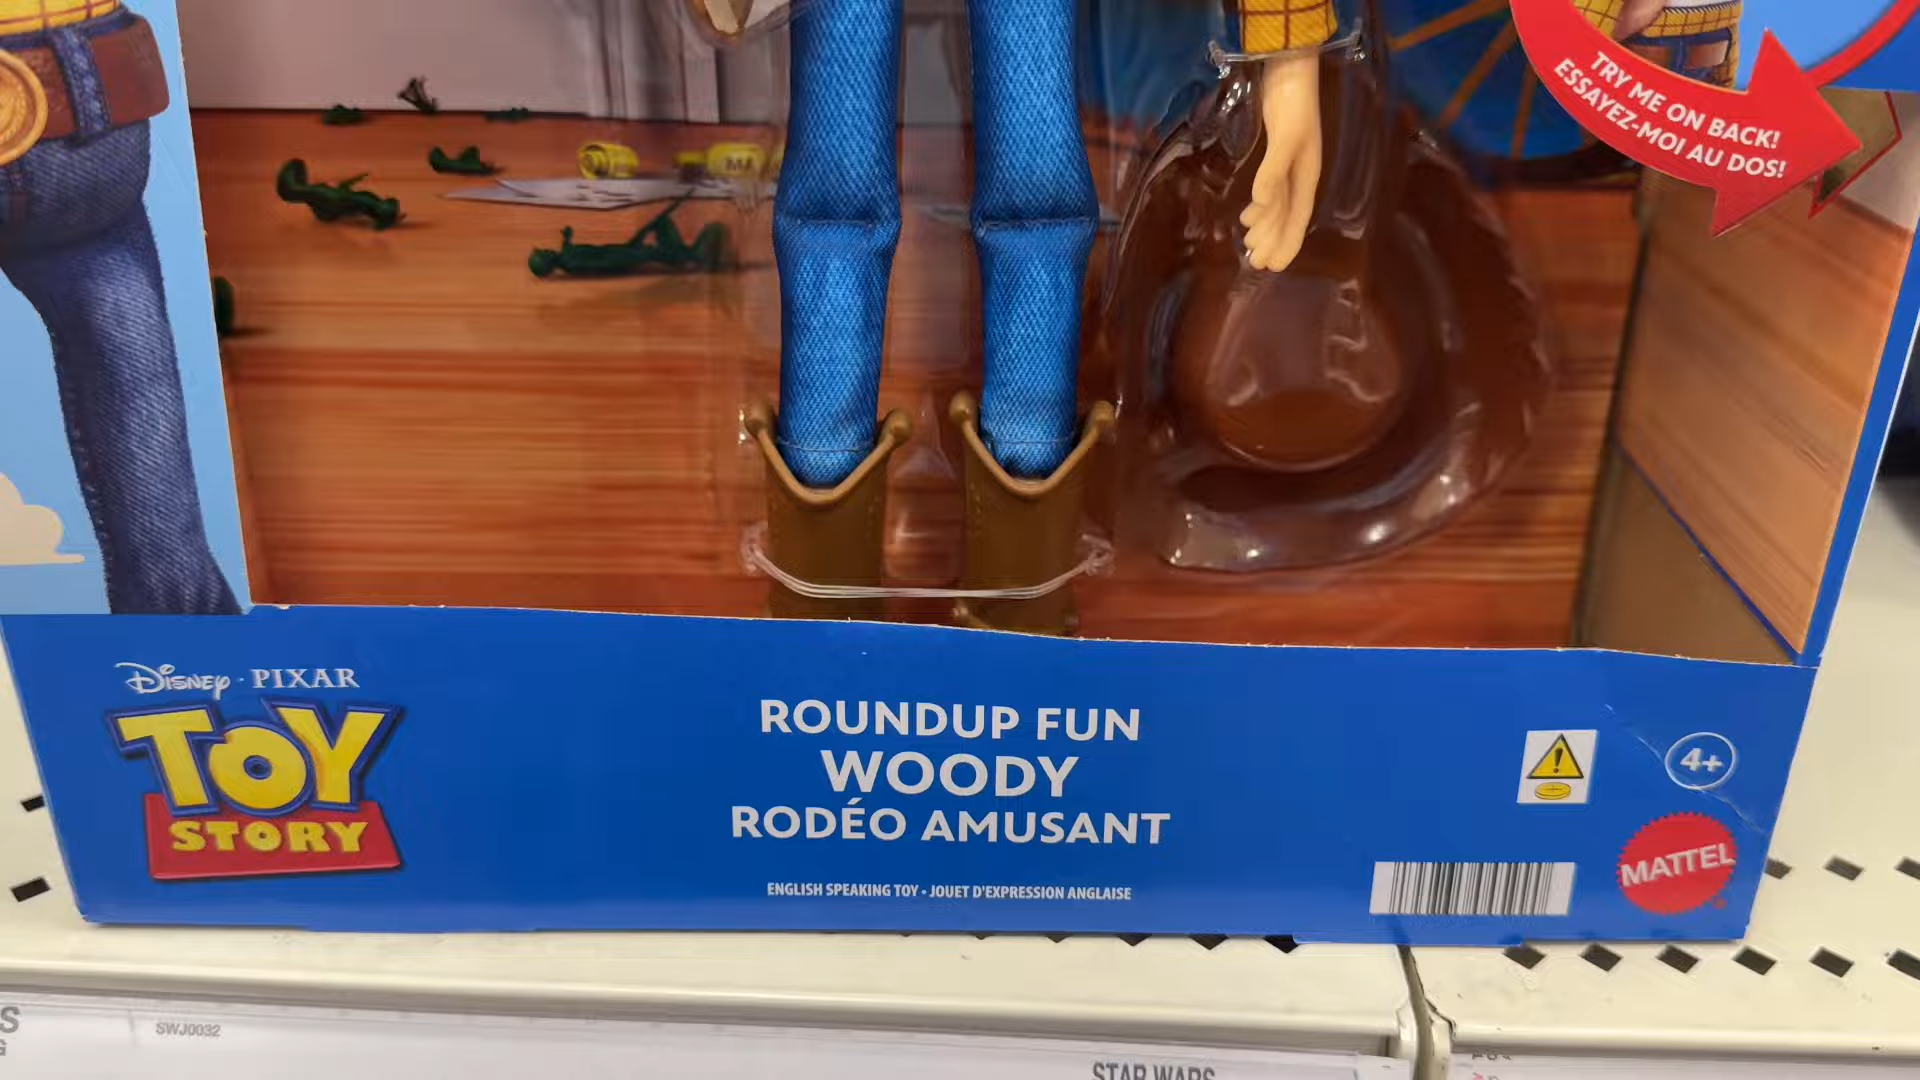 TRY ME ON BACK!
ESSAYEZ-MOI AU DOS!
MA
Disney · PIXAR
TOY
STORY
ROUNDUP FUN
WOODY
RODÉO AMUSANT
ENGLISH SPEAKING TOY • JOUET D'EXPRESSION ANGLAISE
4+
MATTEL
SWJ0032
STAR WARS